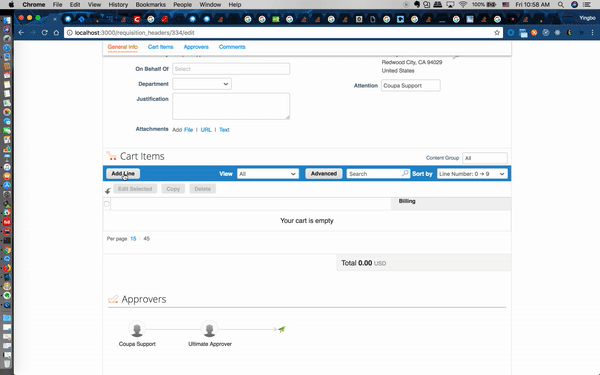 Chrome File Edit View History Bookmarks People Window Help 100% Fri 10:58 AM
Yingbo
localhost:3000/requisition_headers/334/edit
General Info Cart Items Approvers Comments
On Behalf Of Select
Redwood City, CA 94029
United States
Department
Attention Coupa Support
Justification
Attachments Add File | URL | Text
Cart Items
Content Group All
Add Line View All Advanced Search Sort by Line Number: 0 → 9
Edit Selected Copy Delete
Billing
Your cart is empty
Per page 15 45
Total 0.00 USD
Approvers
Coupa Support Ultimate Approver